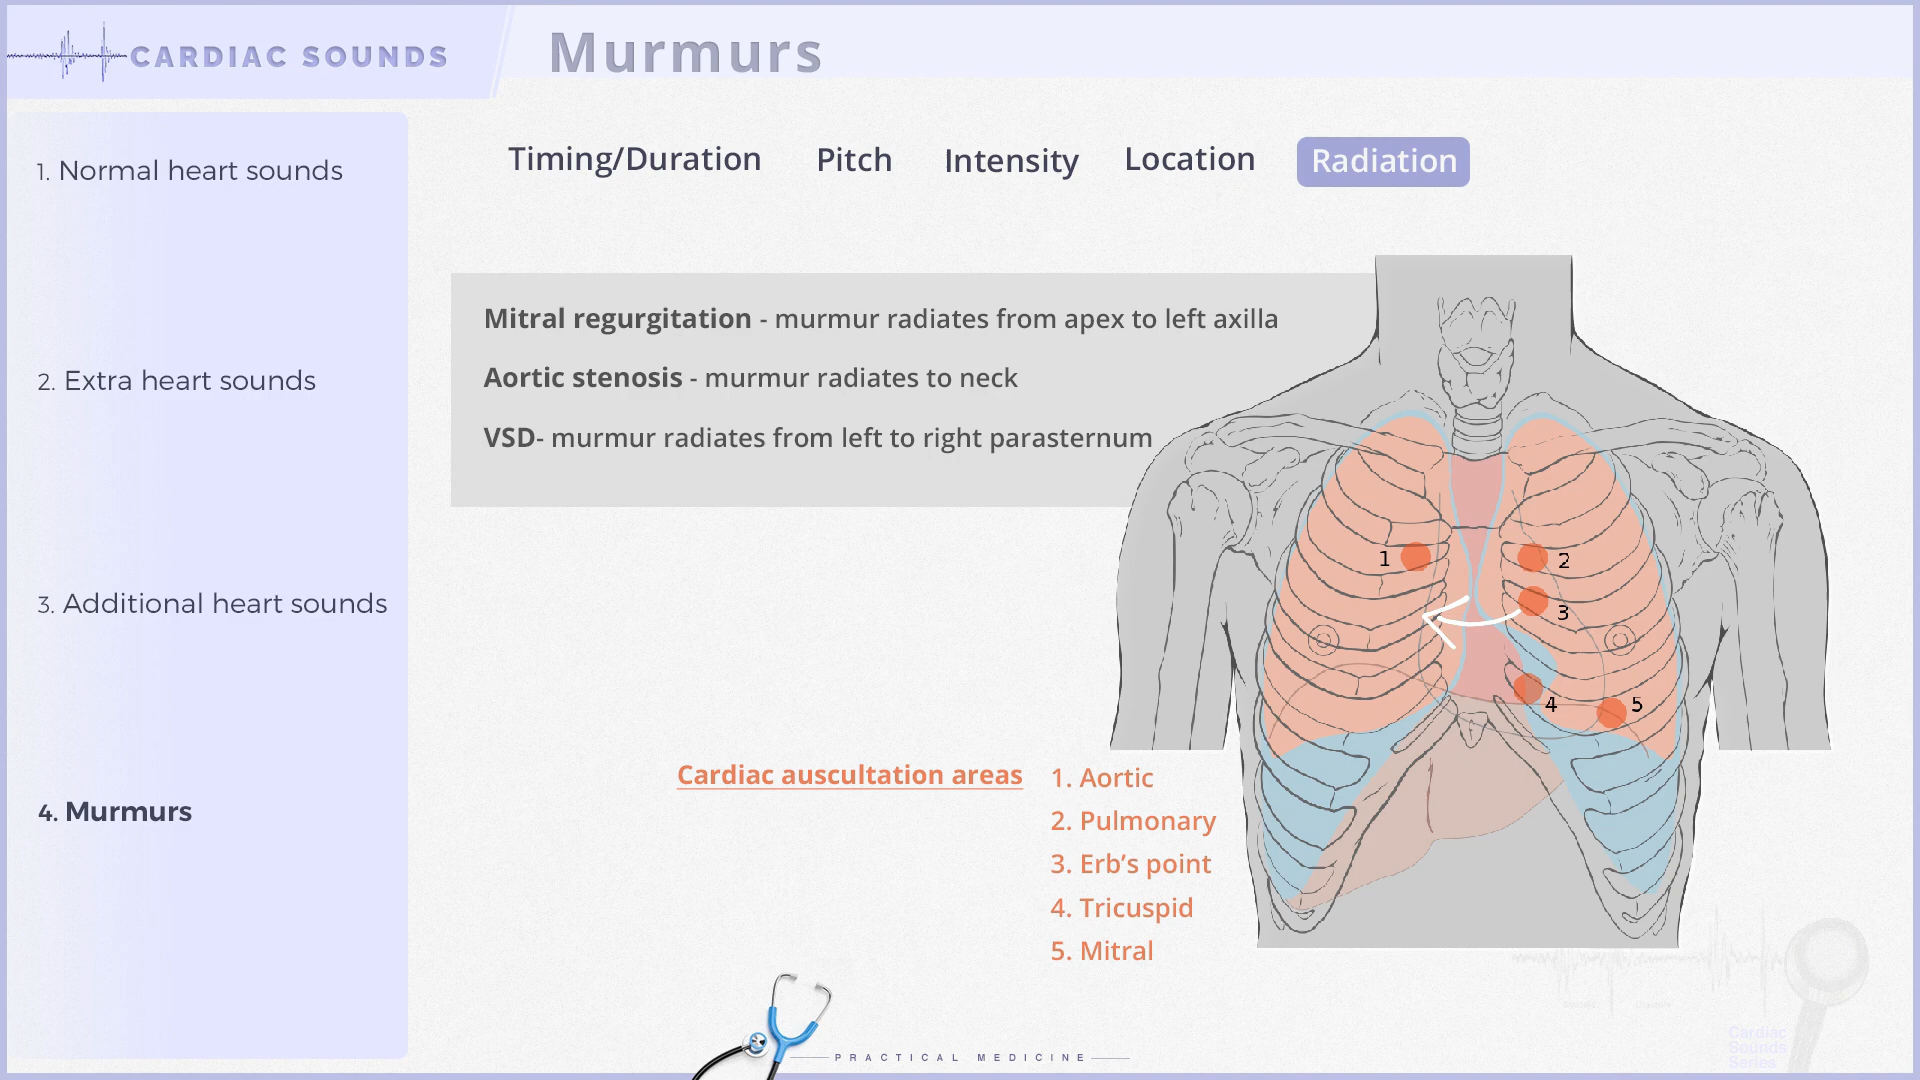 CARDIAC SOUNDS
Murmurs
1. Normal heart sounds
2. Extra heart sounds
3. Additional heart sounds
4. Murmurs
Timing/Duration Pitch Intensity Location Radiation
Mitral regurgitation - murmur radiates from apex to left axilla
Aortic stenosis - murmur radiates to neck
VSD- murmur radiates from left to right parasternum
1
2
3
4
5
Cardiac auscultation areas
1. Aortic
2. Pulmonary
3. Erb’s point
4. Tricuspid
5. Mitral
PRACTICAL MEDICINE
Cardiac
Sounds
Series